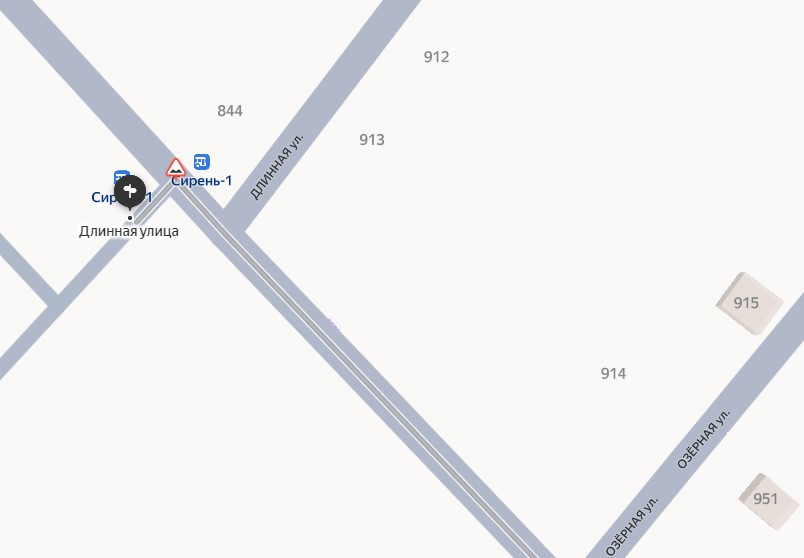 912
844
913
ДЛИННАЯ ул.
Сирень-1
Длинная улица
915
914
ОЗЁРНАЯ ул.
951
ОЗЁРНАЯ ул.